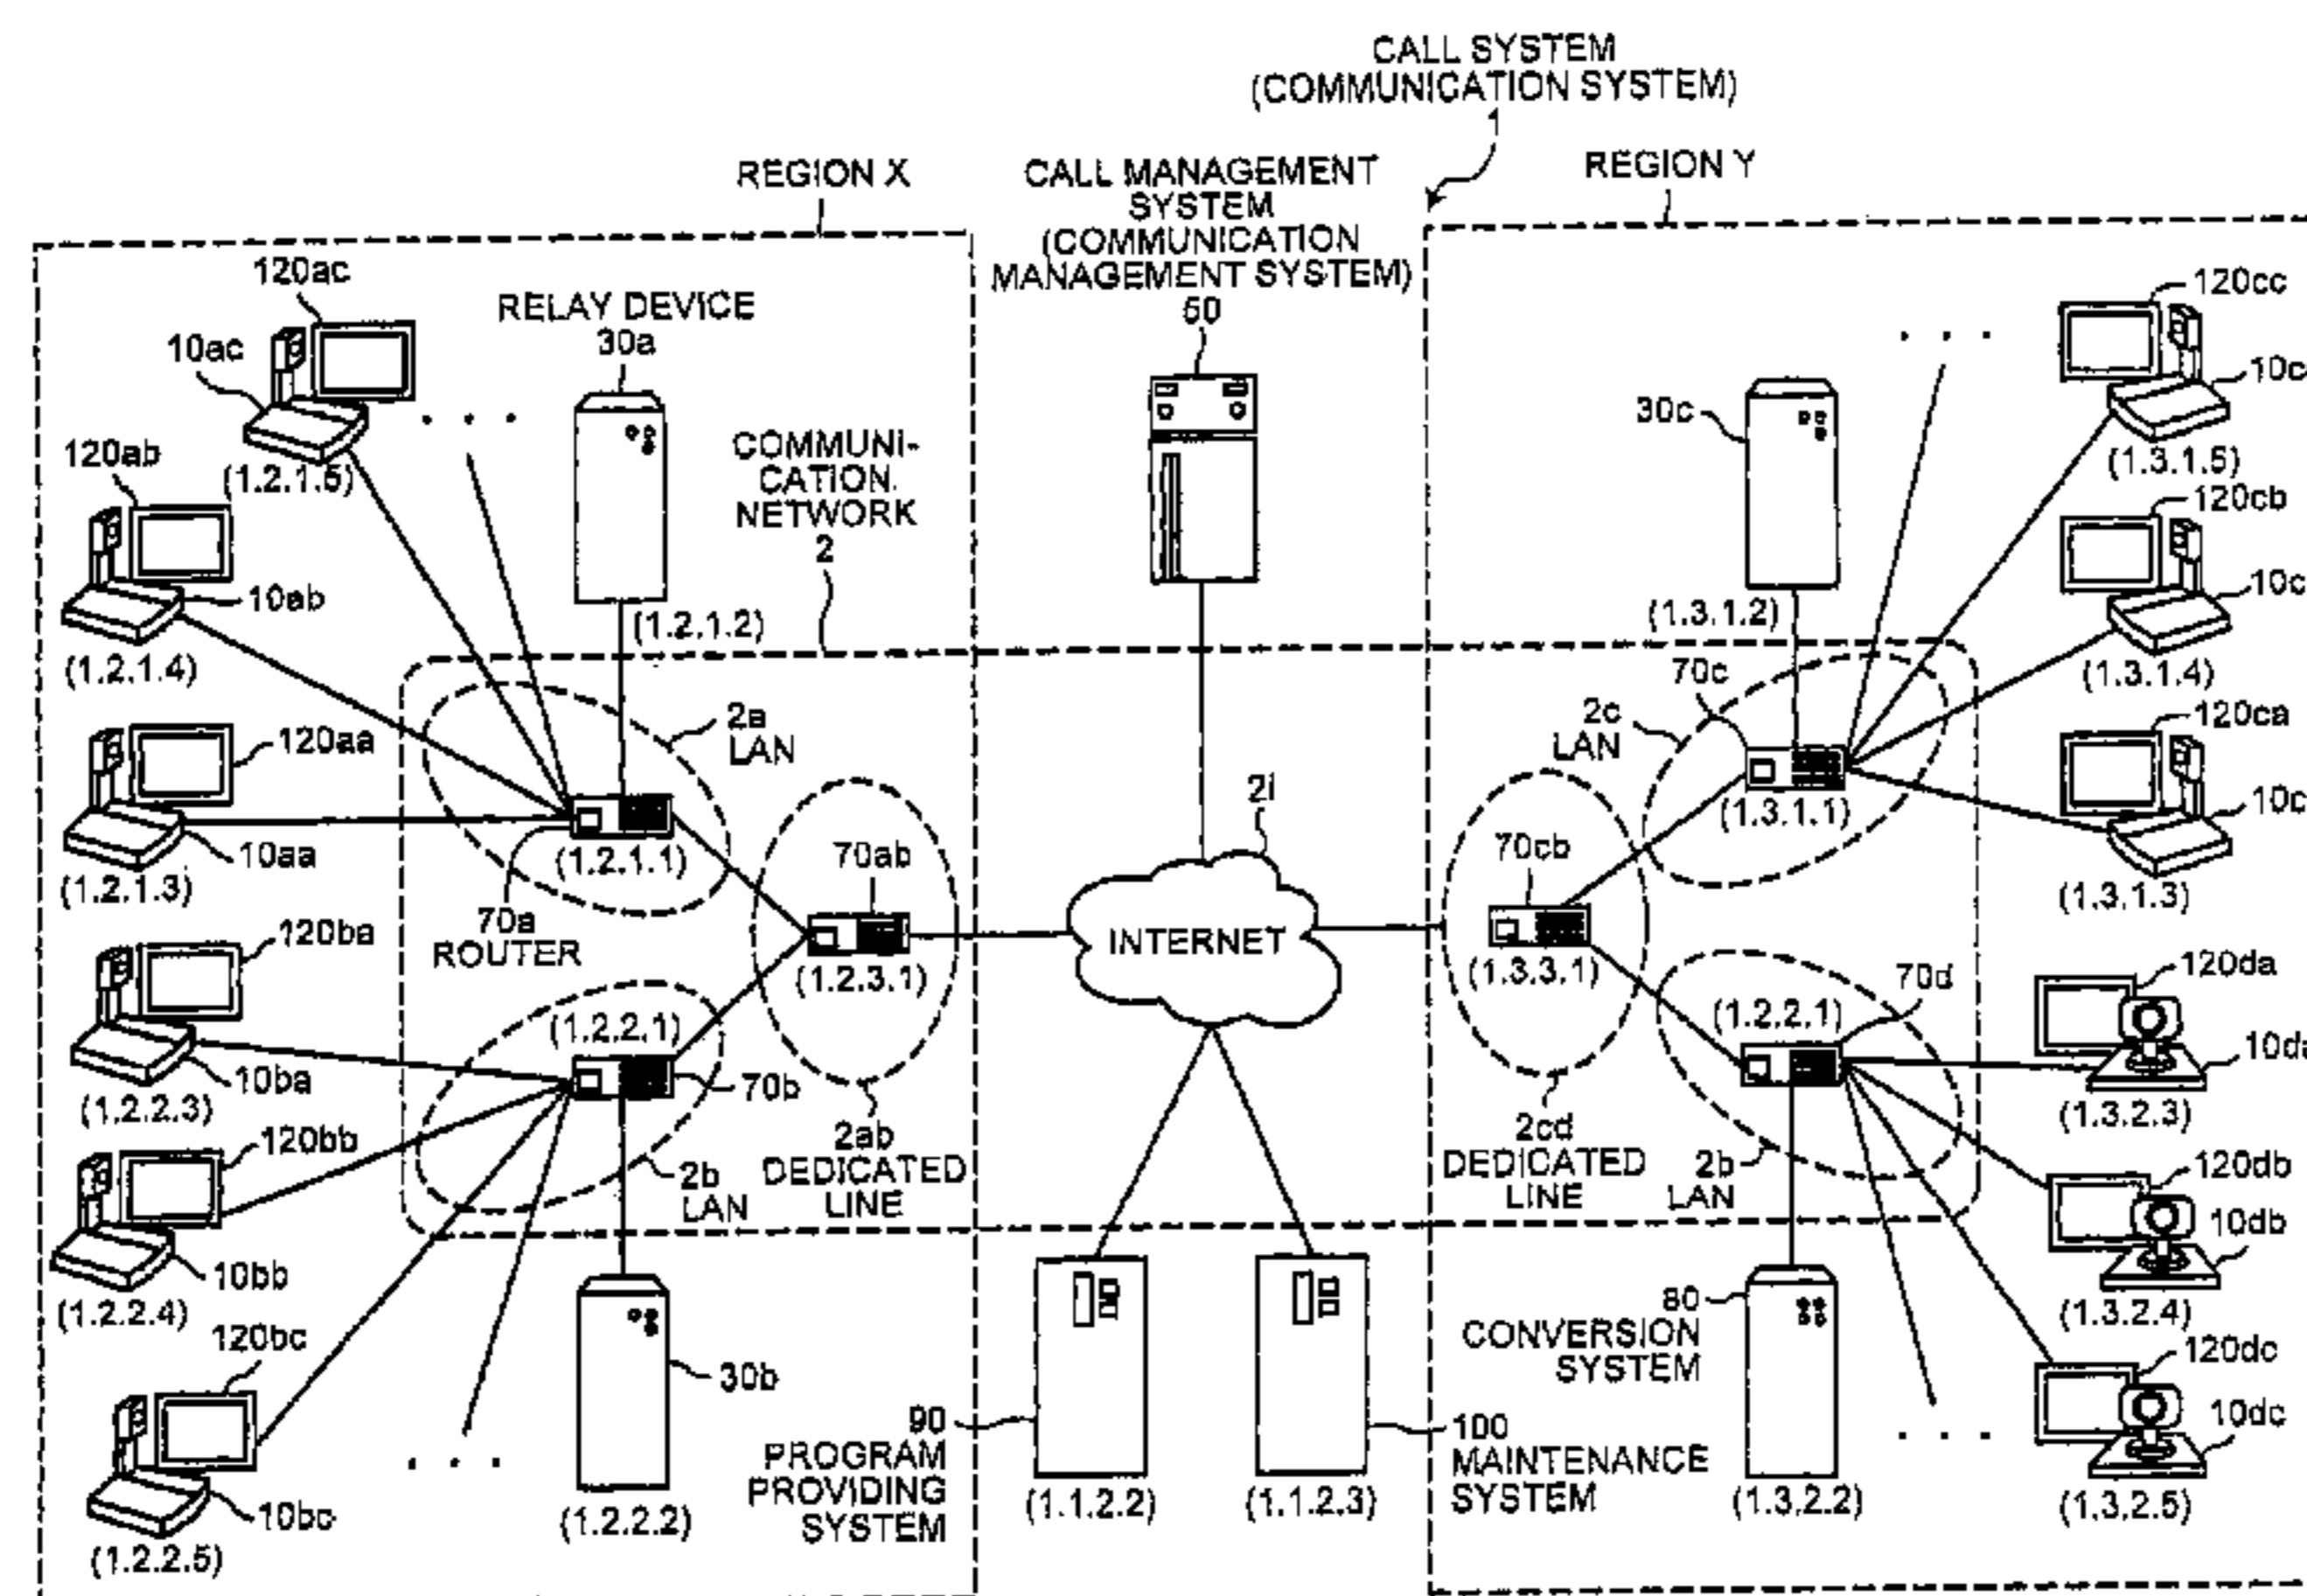 CALL SYSTEM
(COMMUNICATION SYSTEM)
1
REGION X
CALL MANAGEMENT
SYSTEM
(COMMUNICATION
MANAGEMENT SYSTEM)
50
REGION Y
120ac
RELAY DEVICE
30a
10ac
. . .
120ab
(1.2.1.5)
COMMUNI-
CATION
NETWORK
2
10ab
(1.2.1.2)
(1.2.1.4)
120aa
2a
LAN
10aa
(1.2.1.1)
(1.2.1.3)
70a
ROUTER
70ab
(1.2.3.1)
120ba
(1.2.2.1)
10ba
70b
(1.2.2.3)
120bb
2b
LAN
2ab
DEDICATED
LINE
10bb
(1.2.2.4)
120bc
30b
10bc
. . .
(1.2.2.5)
(1.2.2.2)
2i
INTERNET
90
PROGRAM
PROVIDING
SYSTEM
(1.1.2.2)
100
MAINTENANCE
SYSTEM
(1.1.2.3)
120cc
. . .
10c
30c
(1.3.1.5)
120cb
10c
(1.3.1.2)
(1.3.1.4)
70c
2c
LAN
120ca
10c
(1.3.1.1)
(1.3.1.3)
70cb
(1.3.3.1)
70d
(1.2.2.1)
120da
10da
(1.3.2.3)
2cd
DEDICATED
LINE
2b
LAN
120db
10db
(1.3.2.4)
80
CONVERSION
SYSTEM
120dc
10dc
. . .
(1.3.2.2)
(1.3.2.5)